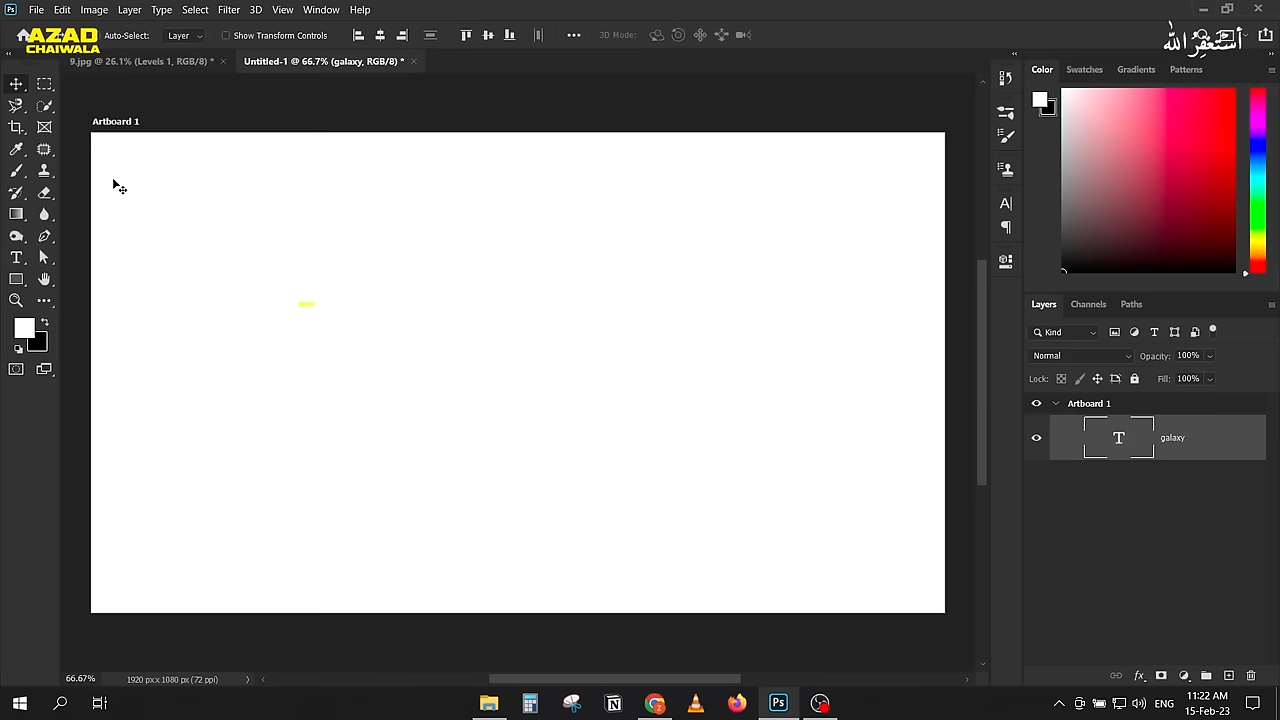 File Edit Image Layer Type Select Filter 3D View Window Help
AZAD
CHAIWALA
Auto-Select: Layer Show Transform Controls 3D Mode:
أستغفر الله
9.jpg @ 26.1% (Levels 1, RGB/8) * × Untitled-1 @ 66.7% (galaxy, RGB/8) * ×
Color Swatches Gradients Patterns
Artboard 1
Layers Channels Paths
Kind
Normal Opacity: 100%
Lock: Fill: 100%
Artboard 1
galaxy
66.67% 1920 px x 1080 px (72 ppi)
Ps ENG 11:22 AM
15-Feb-23